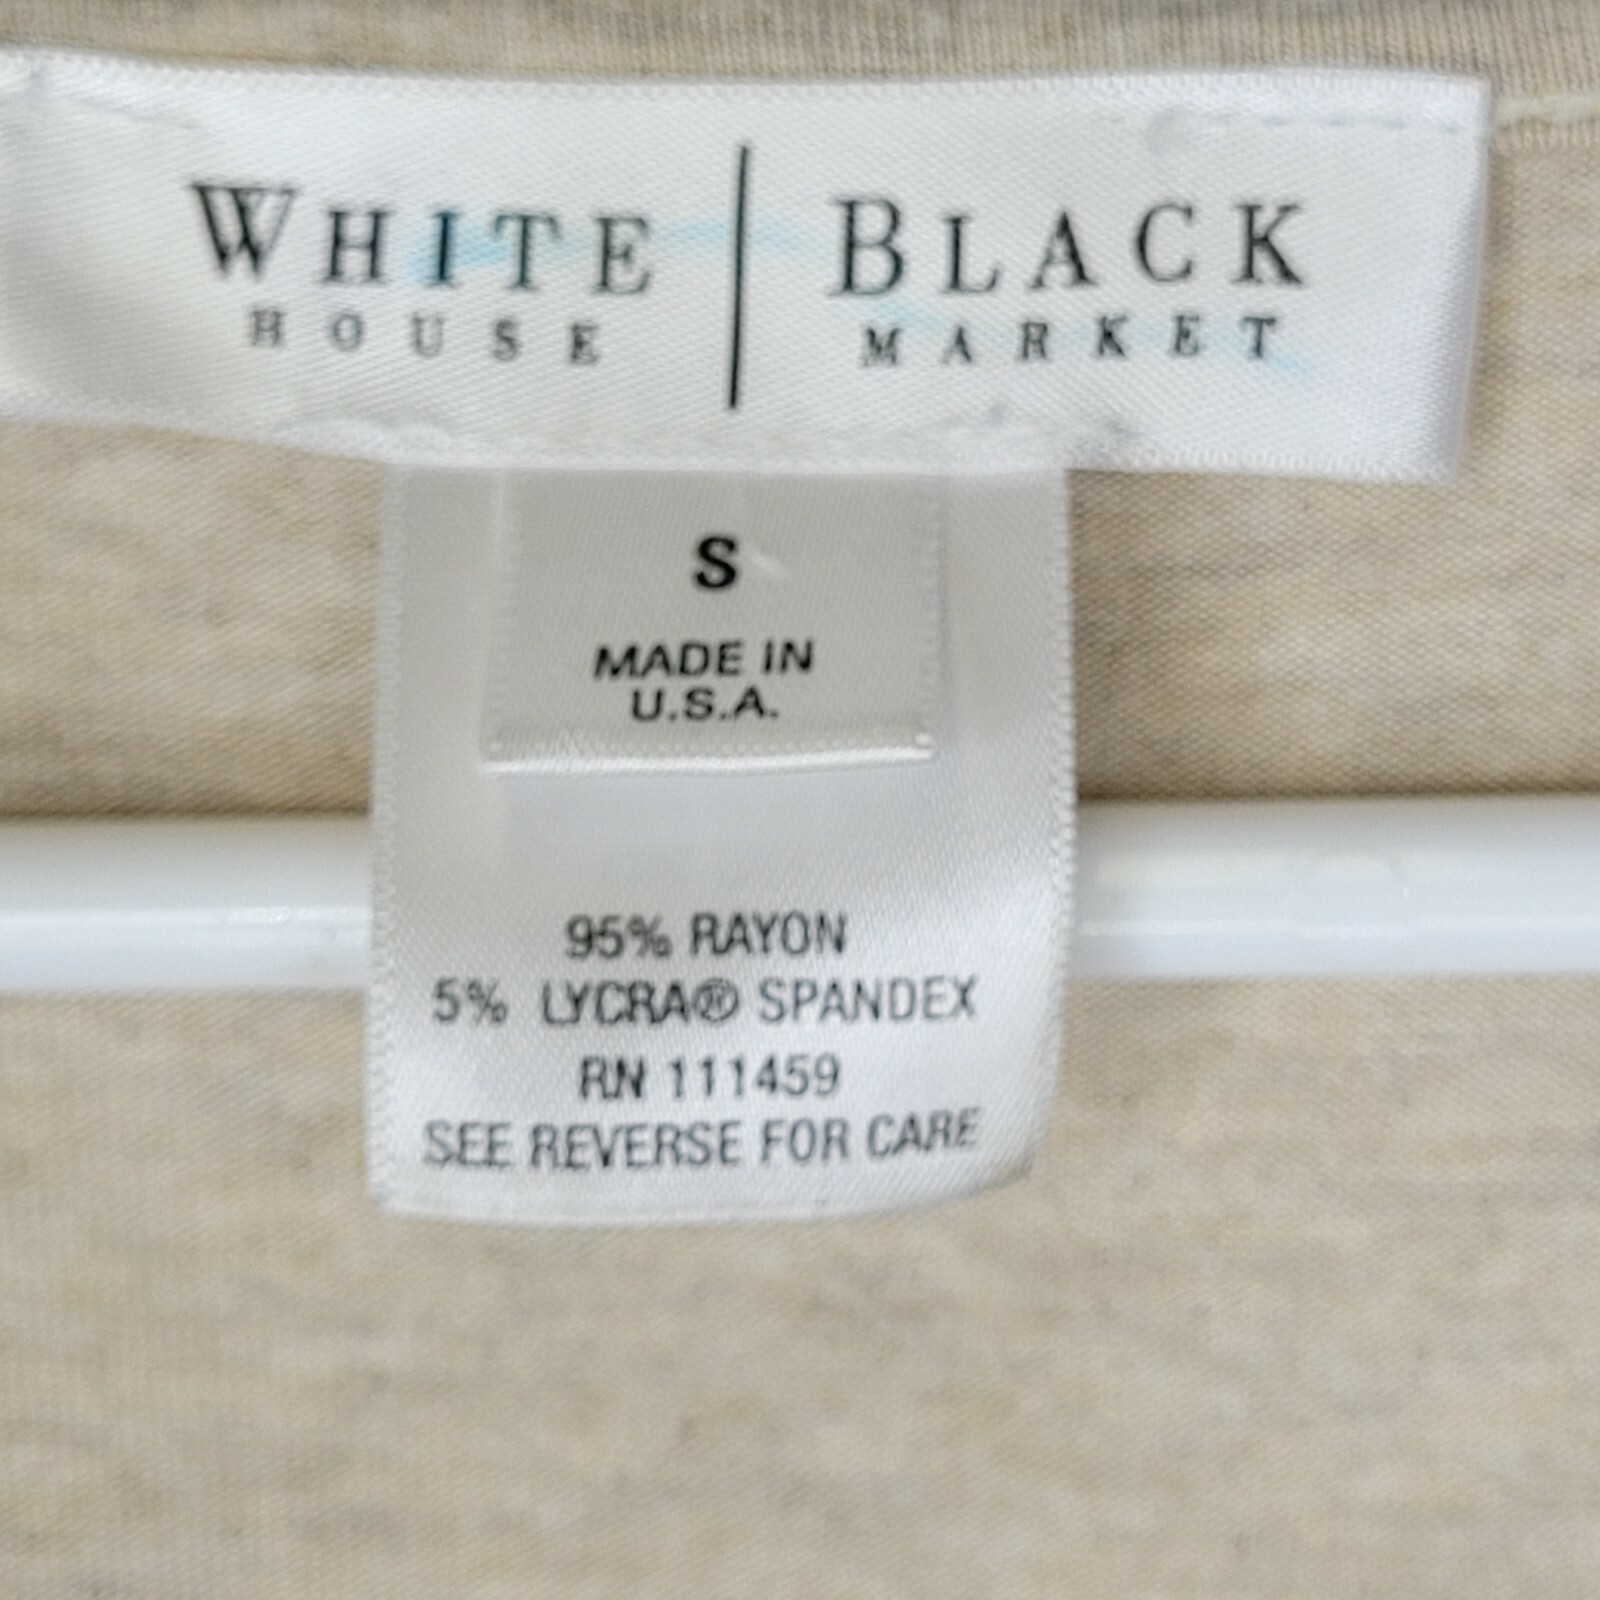 WHITE | BLACK
HOUSE MARKET
S
MADE IN
U.S.A.
95% RAYON
5% LYCRA® SPANDEX
RN 111459
SEE REVERSE FOR CARE